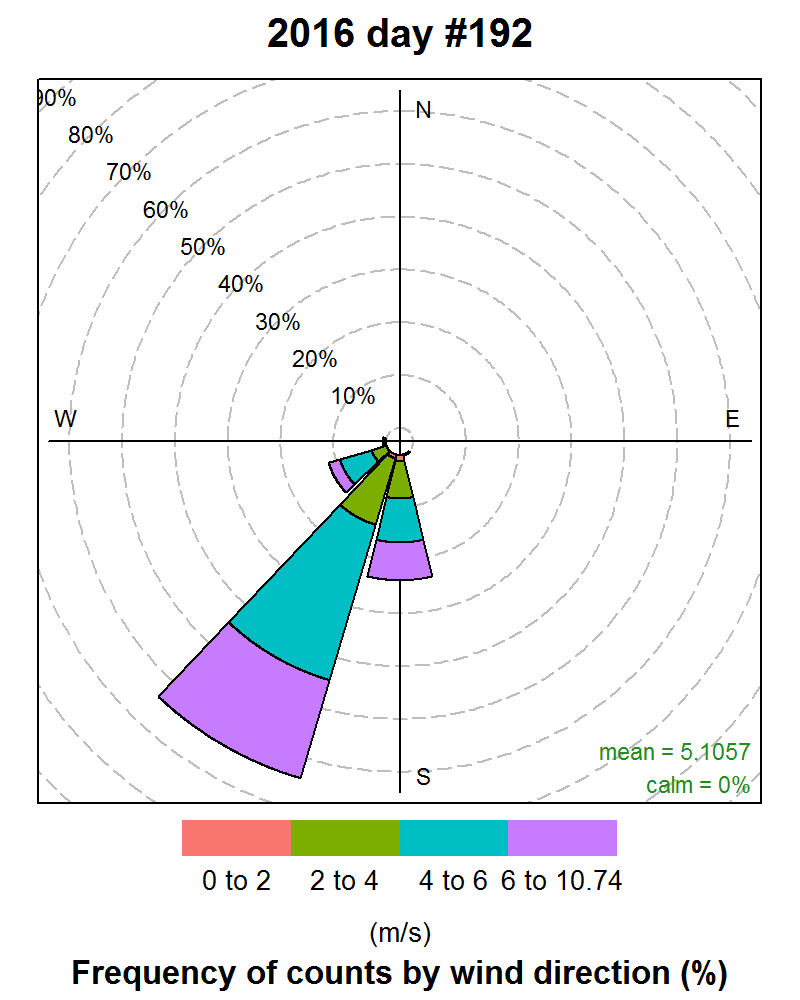 2016 day #192
90%
N
80%
70%
60%
50%
40%
30%
20%
10%
W
E
mean = 5.1057
S
calm = 0%
0 to 2 2 to 4 4 to 6 6 to 10.74
(m/s)
Frequency of counts by wind direction (%)